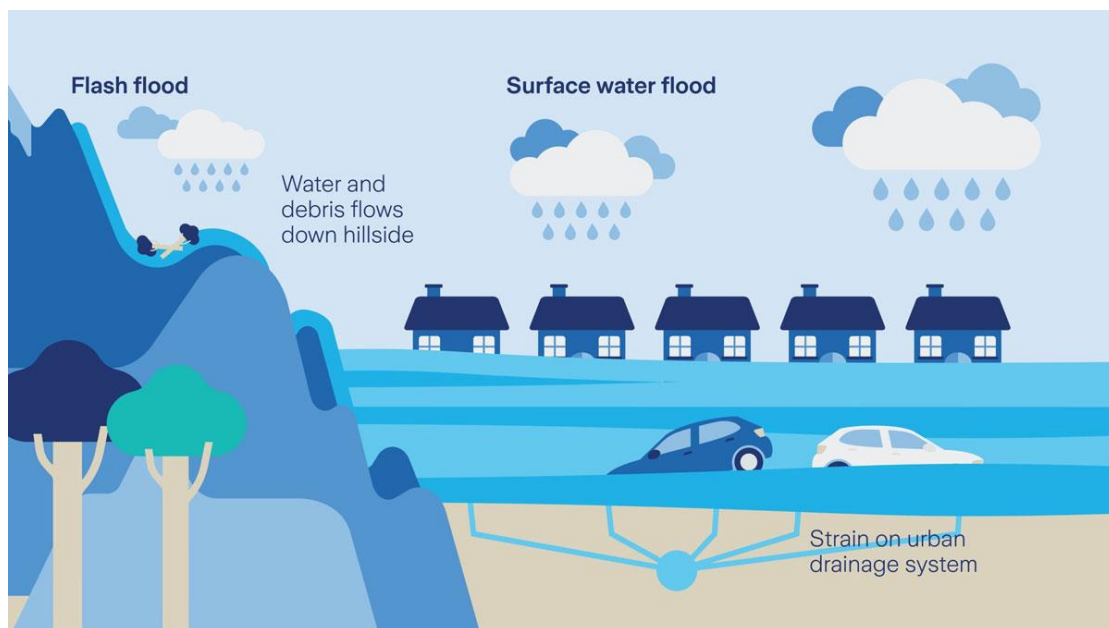 Flash flood
Water and
debris flows
down hillside
Surface water flood
Strain on urban
drainage system